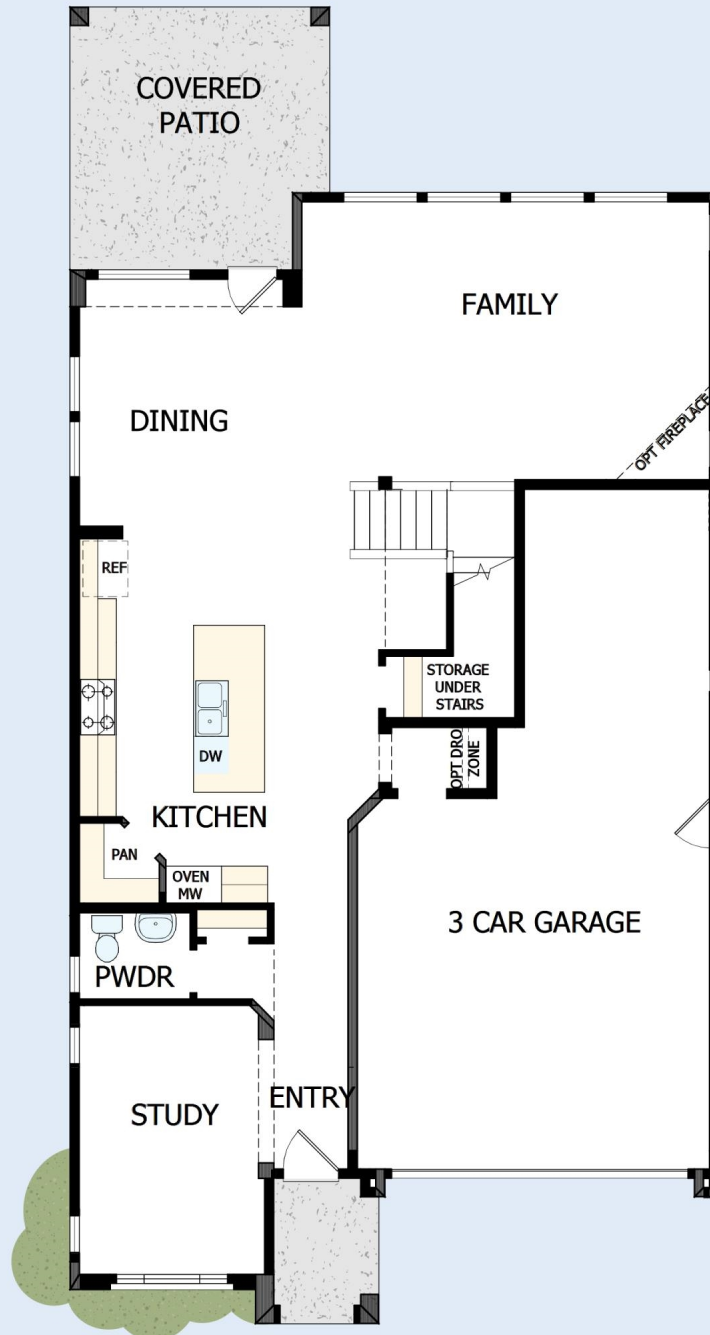 COVERED
PATIO
FAMILY
DINING
OPT FIREPLACE
REF
STORAGE
UNDER
STAIRS
DW
OPT DRO
ZONE
KITCHEN
PAN
OVEN
MW
3 CAR GARAGE
PWDR
ENTRY
STUDY